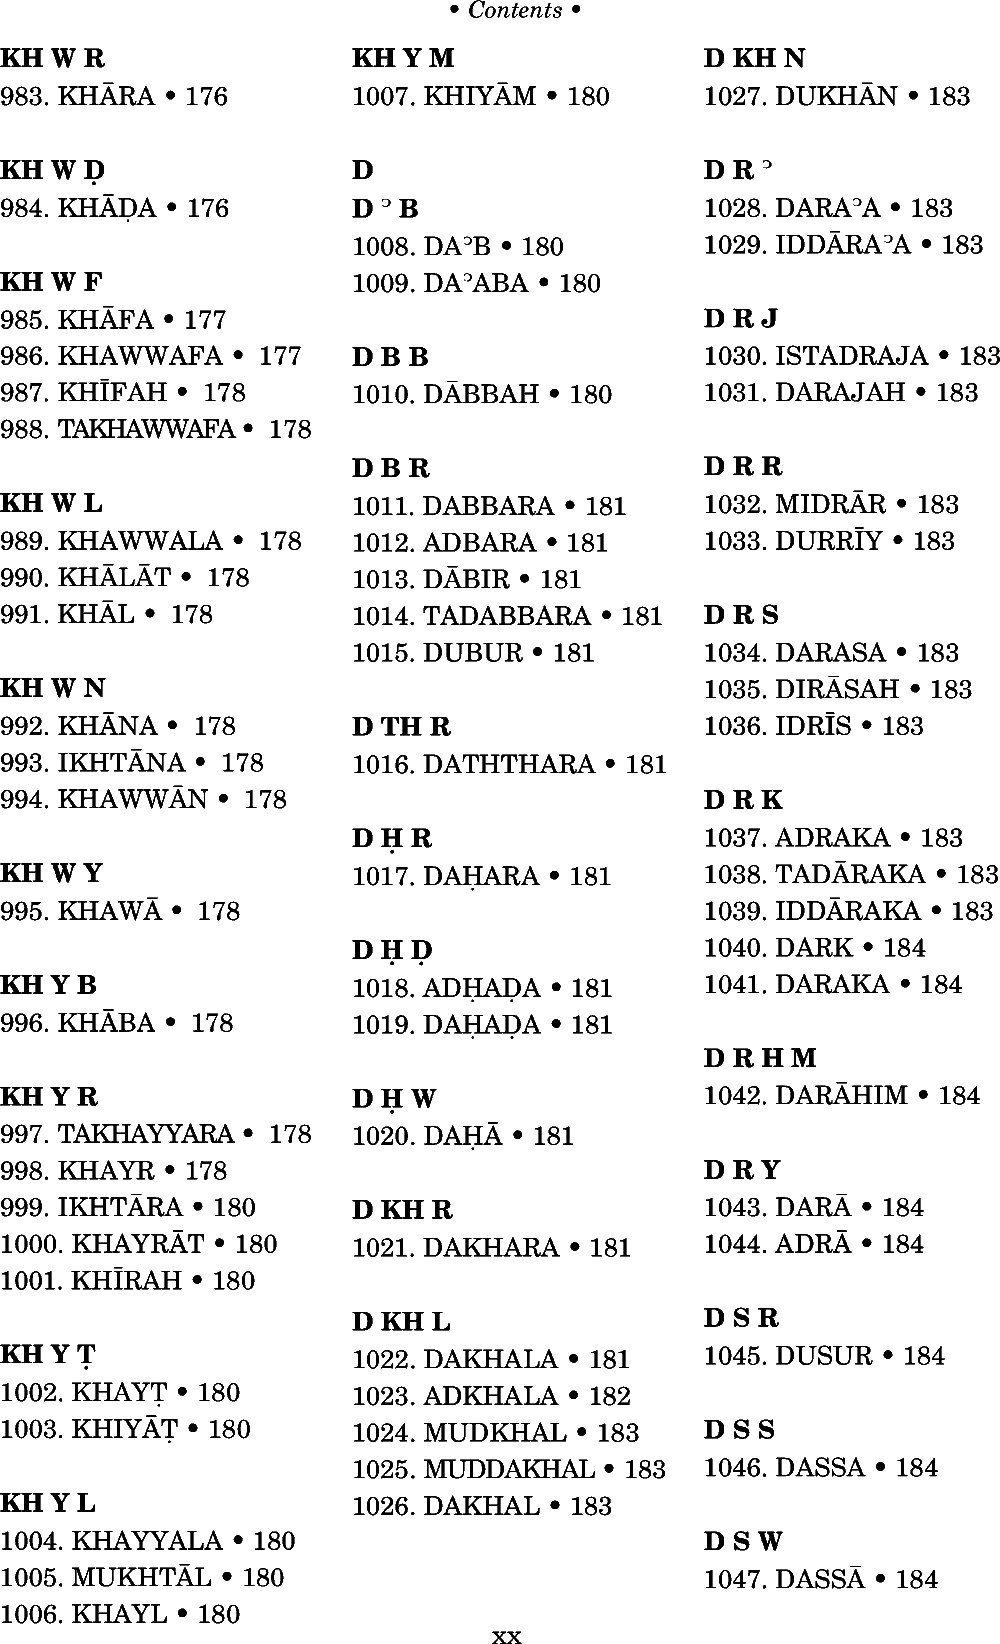 • Contents •
KH W R
983. KHĀRA • 176
KH W Ḍ
984. KHĀḌA • 176
KH W F
985. KHĀFA • 177
986. KHAWWAFA • 177
987. KHĪFAH • 178
988. TAKHAWWAFA • 178
KH W L
989. KHAWWALA • 178
990. KHĀLĀT • 178
991. KHĀL • 178
KH W N
992. KHĀNA • 178
993. IKHTĀNA • 178
994. KHAWWĀN • 178
KH W Y
995. KHAWĀ • 178
KH Y B
996. KHĀBA • 178
KH Y R
997. TAKHAYYARA • 178
998. KHAYR • 178
999. IKHTĀRA • 180
1000. KHAYRĀT • 180
1001. KHĪRAH • 180
KH Y Ṭ
1002. KHAYṬ • 180
1003. KHIYĀṬ • 180
KH Y L
1004. KHAYYALA • 180
1005. MUKHTĀL • 180
1006. KHAYL • 180
KH Y M
1007. KHIYĀM • 180
D
D ʾ B
1008. DAʾB • 180
1009. DAʾABA • 180
D B B
1010. DĀBBAH • 180
D B R
1011. DABBARA • 181
1012. ADBARA • 181
1013. DĀBIR • 181
1014. TADABBARA • 181
1015. DUBUR • 181
D TH R
1016. DATHTHARA • 181
D Ḥ R
1017. DAḤARA • 181
D Ḥ Ḍ
1018. ADḤAḌA • 181
1019. DAḤAḌA • 181
D Ḥ W
1020. DAḤĀ • 181
D KH R
1021. DAKHARA • 181
D KH L
1022. DAKHALA • 181
1023. ADKHALA • 182
1024. MUDKHAL • 183
1025. MUDDAKHAL • 183
1026. DAKHAL • 183
D KH N
1027. DUKHĀN • 183
D R ʾ
1028. DARAʾA • 183
1029. IDDĀRAʾA • 183
D R J
1030. ISTADRAJA • 183
1031. DARAJAH • 183
D R R
1032. MIDRĀR • 183
1033. DURRĪY • 183
D R S
1034. DARASA • 183
1035. DIRĀSAH • 183
1036. IDRĪS • 183
D R K
1037. ADRAKA • 183
1038. TADĀRAKA • 183
1039. IDDĀRAKA • 183
1040. DARK • 184
1041. DARAKA • 184
D R H M
1042. DARĀHIM • 184
D R Y
1043. DARĀ • 184
1044. ADRĀ • 184
D S R
1045. DUSUR • 184
D S S
1046. DASSA • 184
D S W
1047. DASSĀ • 184
xx